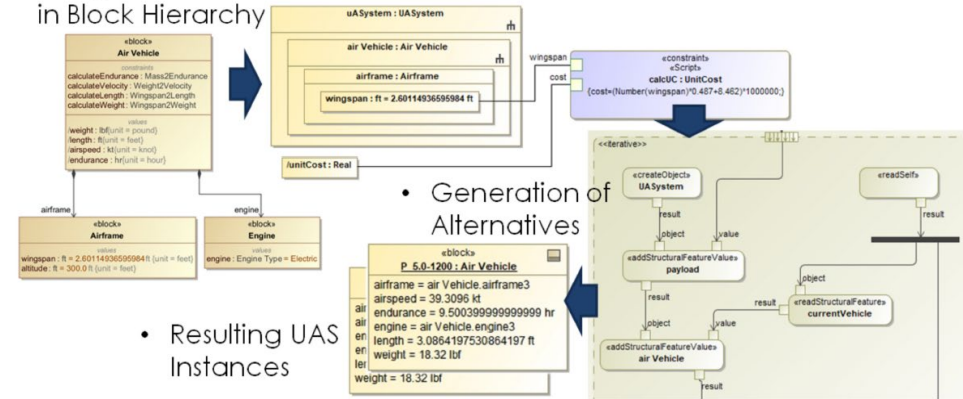 in Block Hierarchy
«block»
Air Vehicle
constraints
calculateEndurance : Mass2Endurance
calculateVelocity : Weight2Velocity
calculateLength : Wingspan2Length
calculateWeight : Wingspan2Weight
values
/weight : lbf{unit = pound}
/length : ft{unit = feet}
/airspeed : kt{unit = knot}
/endurance : hr{unit = hour}
airframe
engine
«block»
Airframe
values
wingspan : ft = 2.60114936595984ft {unit = feet}
altitude : ft = 300.0 ft {unit = feet}
«block»
Engine
values
engine : Engine Type = Electric
uASystem : UASystem
air Vehicle : Air Vehicle
airframe : Airframe
wingspan : ft = 2.60114936595984 ft
/unitCost : Real
wingspan
cost
«constraint»
«Script»
calcUC : UnitCost
{cost=(Number(wingspan)*0.487+8.462)*1000000;}
• Generation of
Alternatives
<<iterative>>
«createObject»
UASystem
result
object
value
«addStructuralFeatureValue»
payload
result
object
value
«addStructuralFeatureValue»
air Vehicle
result
«readSelf»
result
object
result
«readStructuralFeature»
currentVehicle
• Resulting UAS
Instances
«block»
P_5.0-1200 : Air Vehicle
airframe = air Vehicle.airframe3
airspeed = 39.3096 kt
endurance = 9.500399999999999 hr
engine = air Vehicle.engine3
length = 3.0864197530864197 ft
weight = 18.32 lbf
air
air
en
en
ler
weight = 18.32 lbf